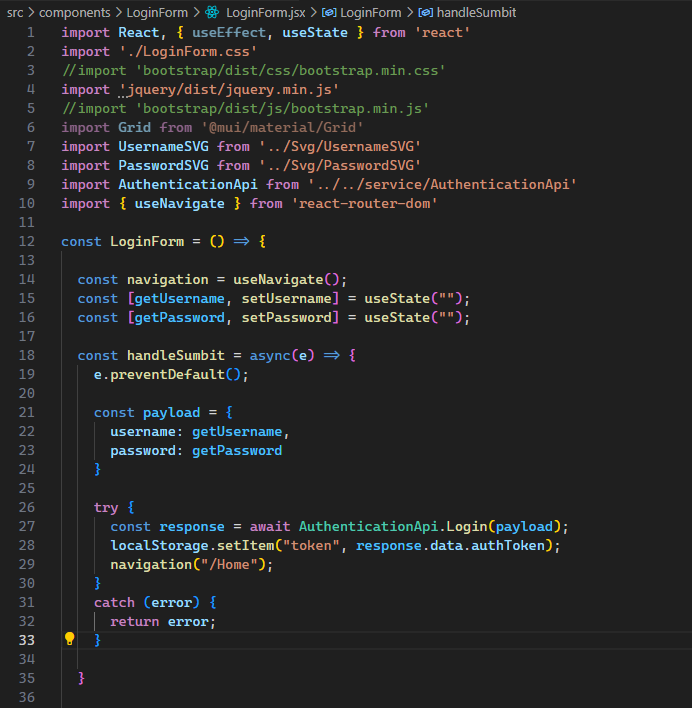 src > components > LoginForm > LoginForm.jsx > LoginForm > handleSumbit
1 import React, { useEffect, useState } from 'react'
2 import './LoginForm.css'
3 //import 'bootstrap/dist/css/bootstrap.min.css'
4 import 'jquery/dist/jquery.min.js'
5 //import 'bootstrap/dist/js/bootstrap.min.js'
6 import Grid from '@mui/material/Grid'
7 import UsernameSVG from '../Svg/UsernameSVG'
8 import PasswordSVG from '../Svg/PasswordSVG'
9 import AuthenticationApi from '../../service/AuthenticationApi'
10 import { useNavigate } from 'react-router-dom'
11
12 const LoginForm = () => {
13
14   const navigation = useNavigate();
15   const [getUsername, setUsername] = useState("");
16   const [getPassword, setPassword] = useState("");
17
18   const handleSumbit = async(e) => {
19     e.preventDefault();
20
21     const payload = {
22       username: getUsername,
23       password: getPassword
24     }
25
26     try {
27       const response = await AuthenticationApi.Login(payload);
28       localStorage.setItem("token", response.data.authToken);
29       navigation("/Home");
30     }
31     catch (error) {
32       return error;
33     }
34
35   }
36